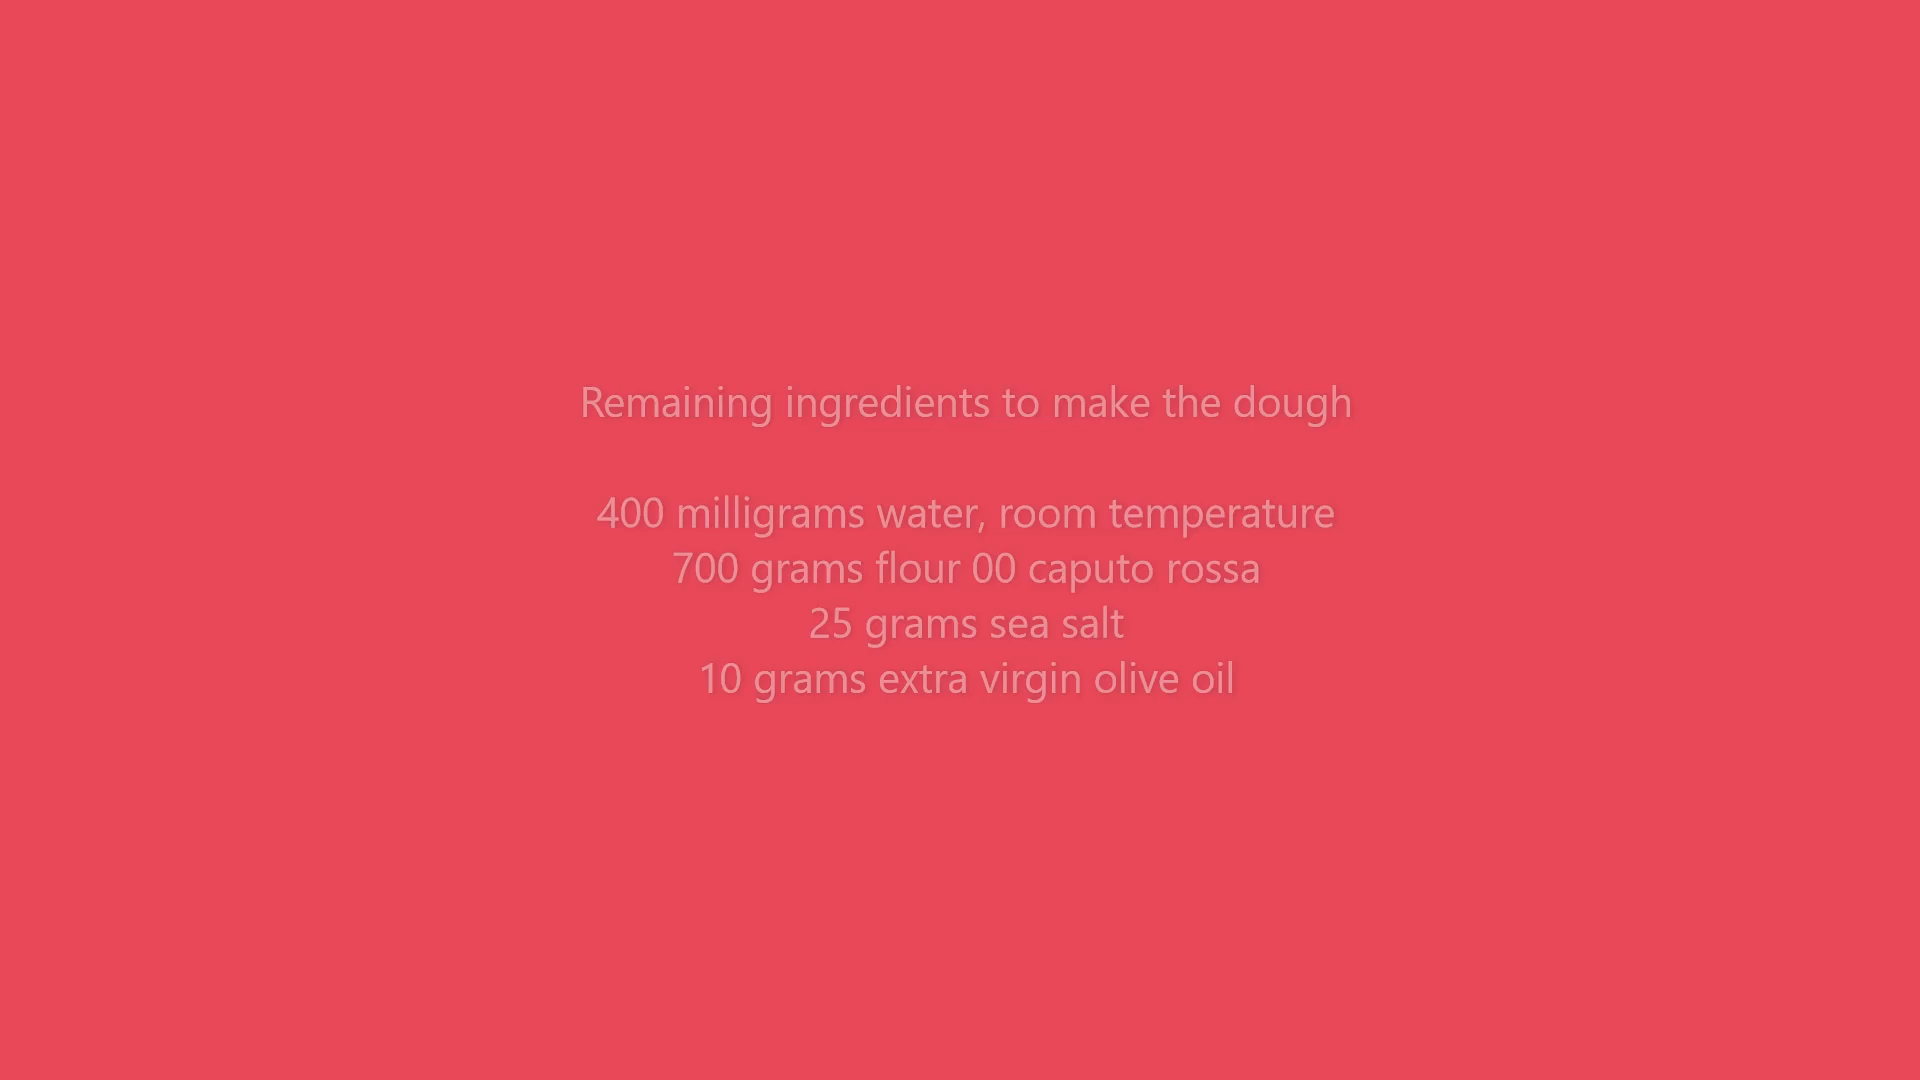 Remaining ingredients to make the dough
400 milligrams water, room temperature
700 grams flour 00 caputo rossa
25 grams sea salt
10 grams extra virgin olive oil